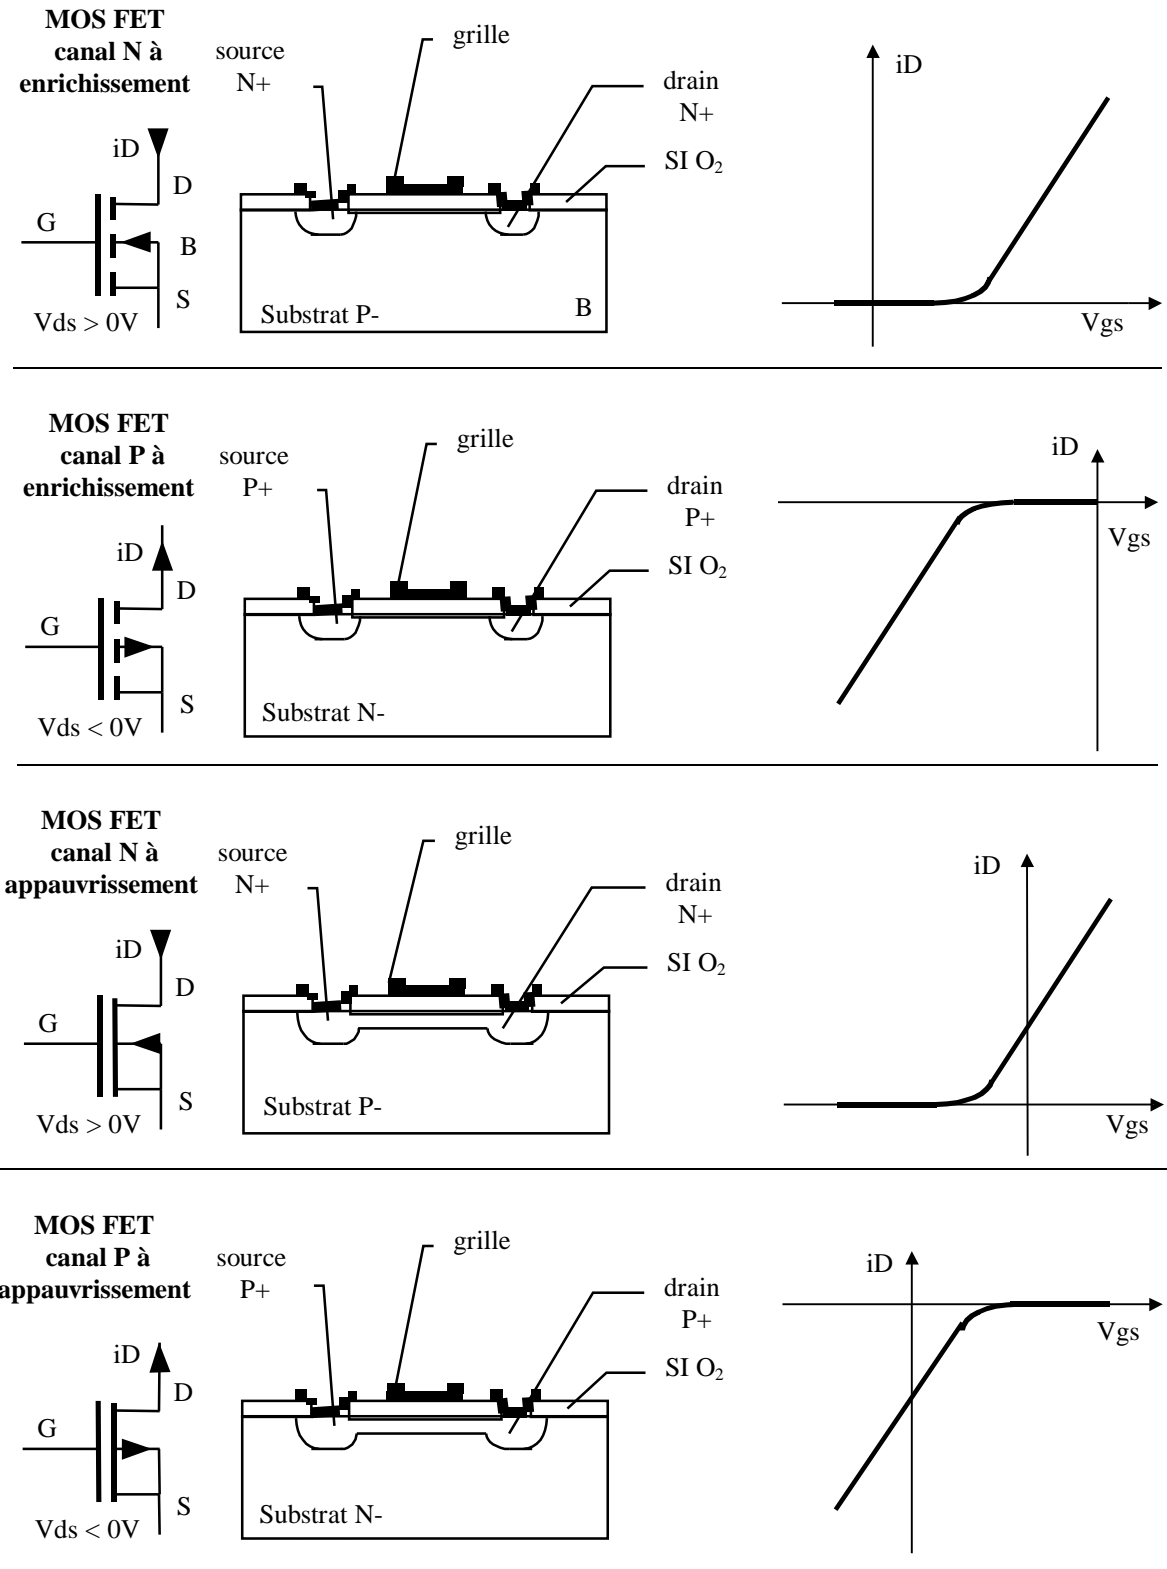 MOS FET
canal N à
enrichissement
source
N+
grille
drain
N+
SI O2
iD
D
G
B
S
Vds > 0V
Substrat P-
B
iD
Vgs
MOS FET
canal P à
enrichissement
source
P+
grille
drain
P+
SI O2
iD
D
G
S
Vds < 0V
Substrat N-
iD
Vgs
MOS FET
canal N à
appauvrissement
source
N+
grille
drain
N+
SI O2
iD
D
G
S
Vds > 0V
Substrat P-
iD
Vgs
MOS FET
canal P à
appauvrissement
source
P+
grille
drain
P+
SI O2
iD
D
G
S
Vds < 0V
Substrat N-
iD
Vgs